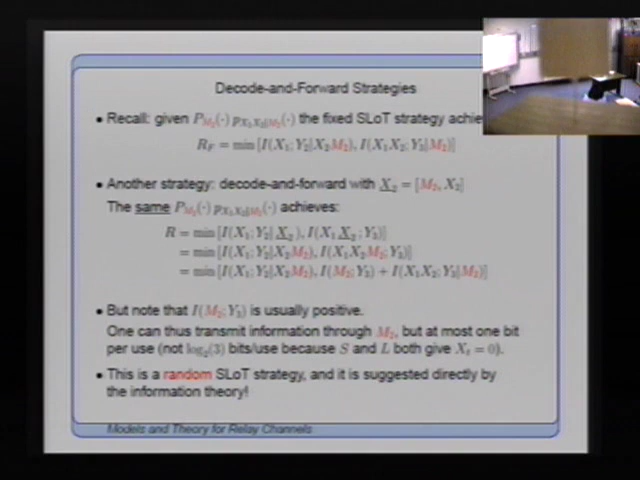 Decode-and-Forward Strategies
• Recall: given P_{M_2}(·) p_{X_1X_2|M_2}(·) the fixed SLoT strategy
R_F = min [I(X_1; Y_2|X_2M_2), I(X_1X_2; Y_3|M_2)]
• Another strategy: decode-and-forward with X_2 = [M_2, X_2]
The same P_{M_2}(·) p_{X_1X_2|M_2}(·) achieves:
R = min [I(X_1; Y_2|X_2), I(X_1X_2; Y_3)]
= min [I(X_1; Y_2|X_2M_2), I(X_1X_2M_2; Y_3)]
= min [I(X_1; Y_2|X_2M_2), I(M_2; Y_3) + I(X_1X_2; Y_3|M_2)]
• But note that I(M_2; Y_3) is usually positive.
One can thus transmit information through M_2, but at most one bit
per use (not log_2(3) bits/use because S and L both give X_t = 0).
• This is a random SLoT strategy, and it is suggested directly by
the information theory!
Models and Theory for Relay Channels